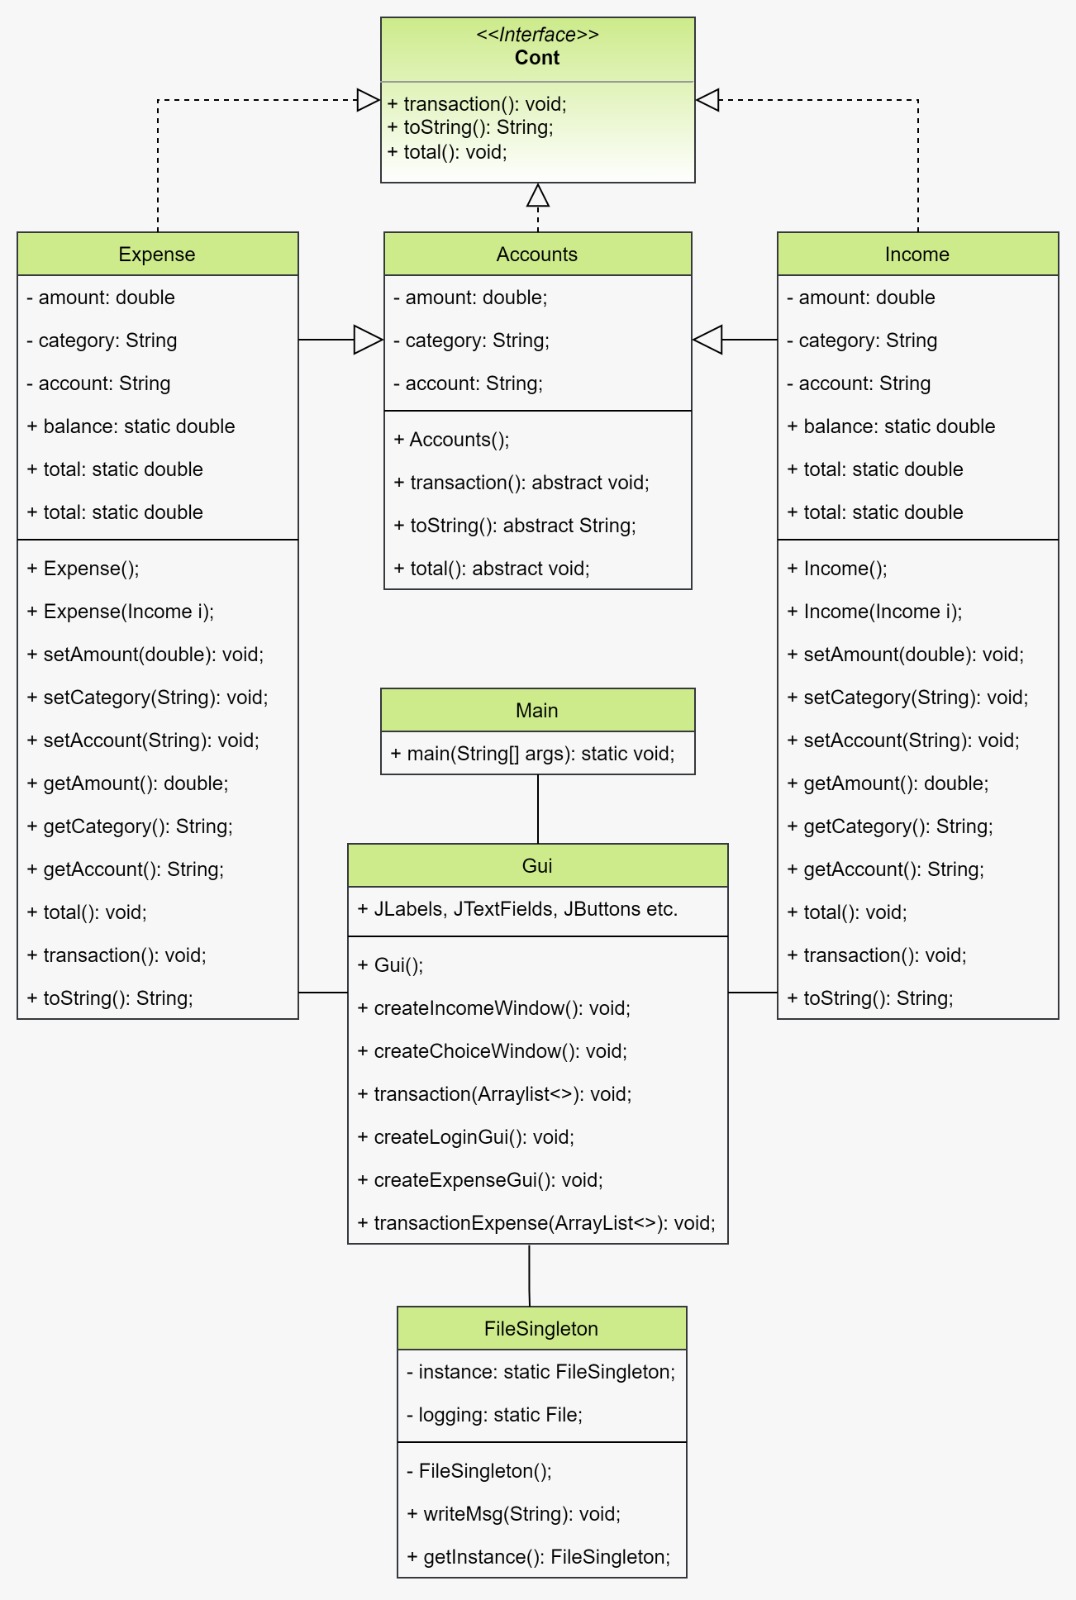 <<Interface>>
Cont
+ transaction(): void;
+ toString(): String;
+ total(): void;
Expense
- amount: double
- category: String
- account: String
+ balance: static double
+ total: static double
+ total: static double
+ Expense();
+ Expense(Income i);
+ setAmount(double): void;
+ setCategory(String): void;
+ setAccount(String): void;
+ getAmount(): double;
+ getCategory(): String;
+ getAccount(): String;
+ total(): void;
+ transaction(): void;
+ toString(): String;
Accounts
- amount: double;
- category: String;
- account: String;
+ Accounts();
+ transaction(): abstract void;
+ toString(): abstract String;
+ total(): abstract void;
Income
- amount: double
- category: String
- account: String
+ balance: static double
+ total: static double
+ total: static double
+ Income();
+ Income(Income i);
+ setAmount(double): void;
+ setCategory(String): void;
+ setAccount(String): void;
+ getAmount(): double;
+ getCategory(): String;
+ getAccount(): String;
+ total(): void;
+ transaction(): void;
+ toString(): String;
Main
+ main(String[] args): static void;
Gui
+ JLabels, JTextFields, JButtons etc.
+ Gui();
+ createIncomeWindow(): void;
+ createChoiceWindow(): void;
+ transaction(Arraylist<>): void;
+ createLoginGui(): void;
+ createExpenseGui(): void;
+ transactionExpense(ArrayList<>): void;
FileSingleton
- instance: static FileSingleton;
- logging: static File;
- FileSingleton();
+ writeMsg(String): void;
+ getInstance(): FileSingleton;